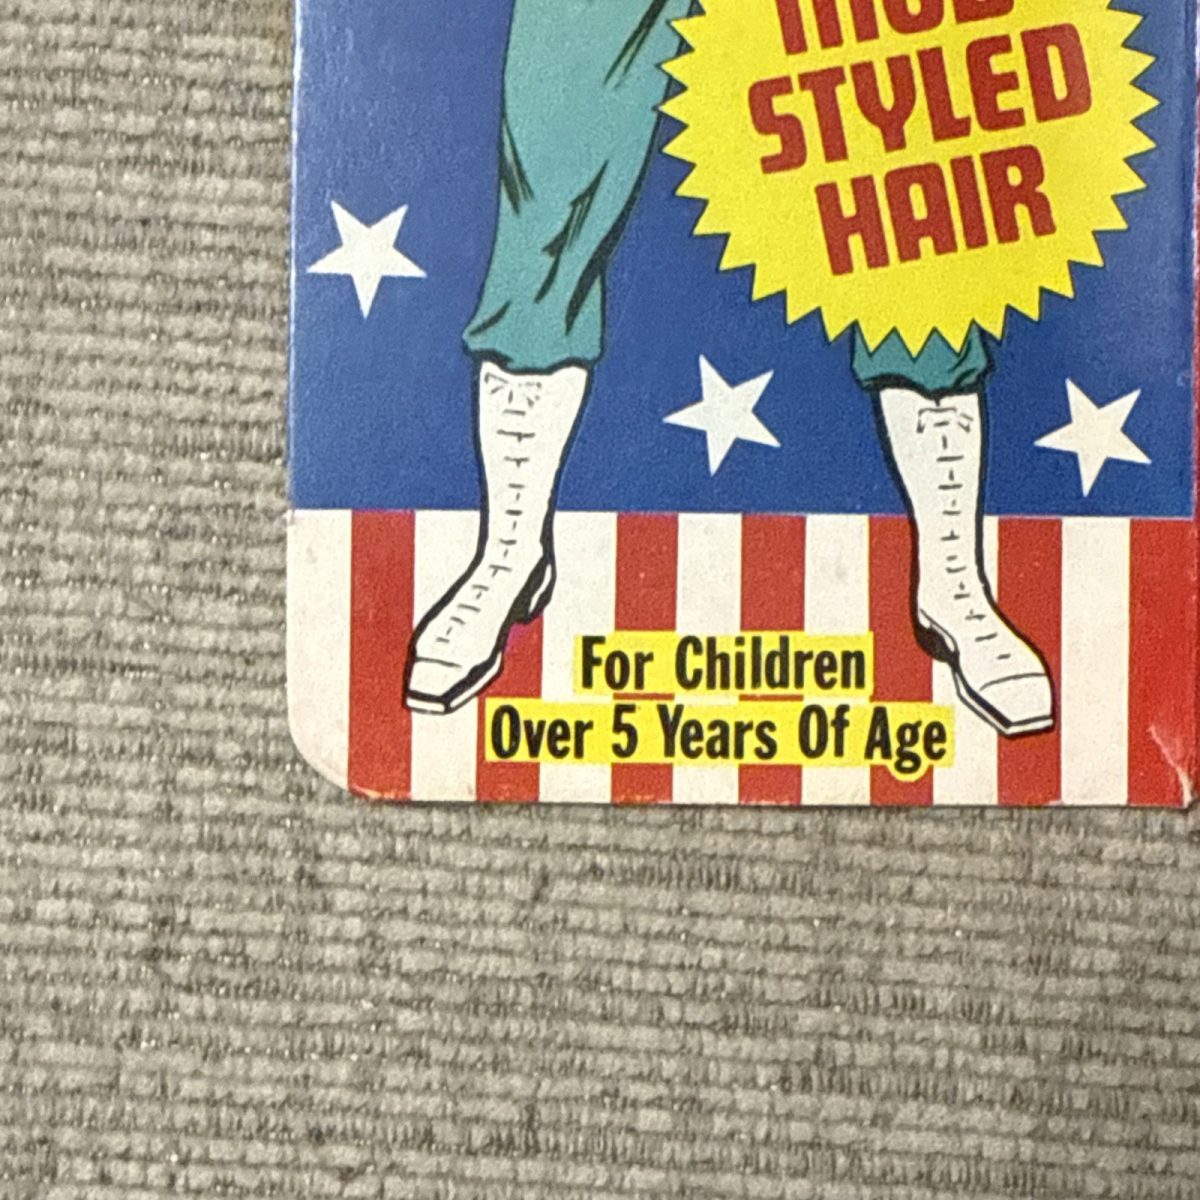 STYLED
HAIR
For Children
Over 5 Years Of Age